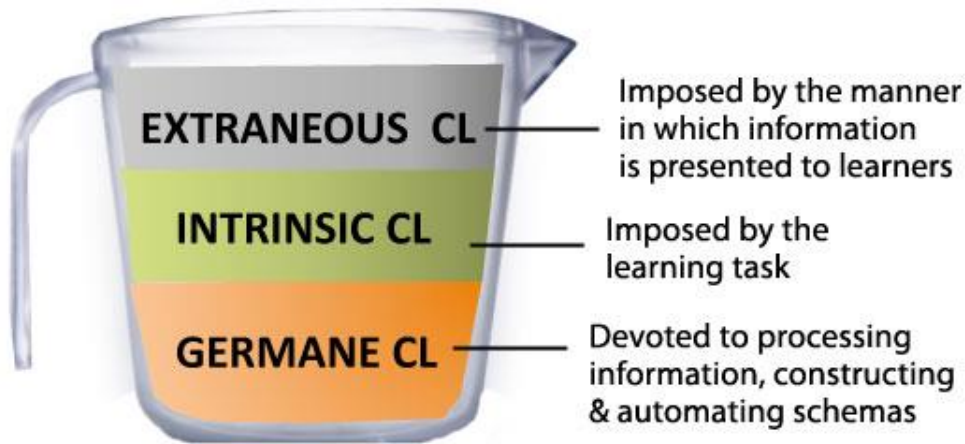 EXTRANEOUS CL
Imposed by the manner
in which information
is presented to learners
INTRINSIC CL
Imposed by the
learning task
GERMANE CL
Devoted to processing
information, constructing
& automating schemas